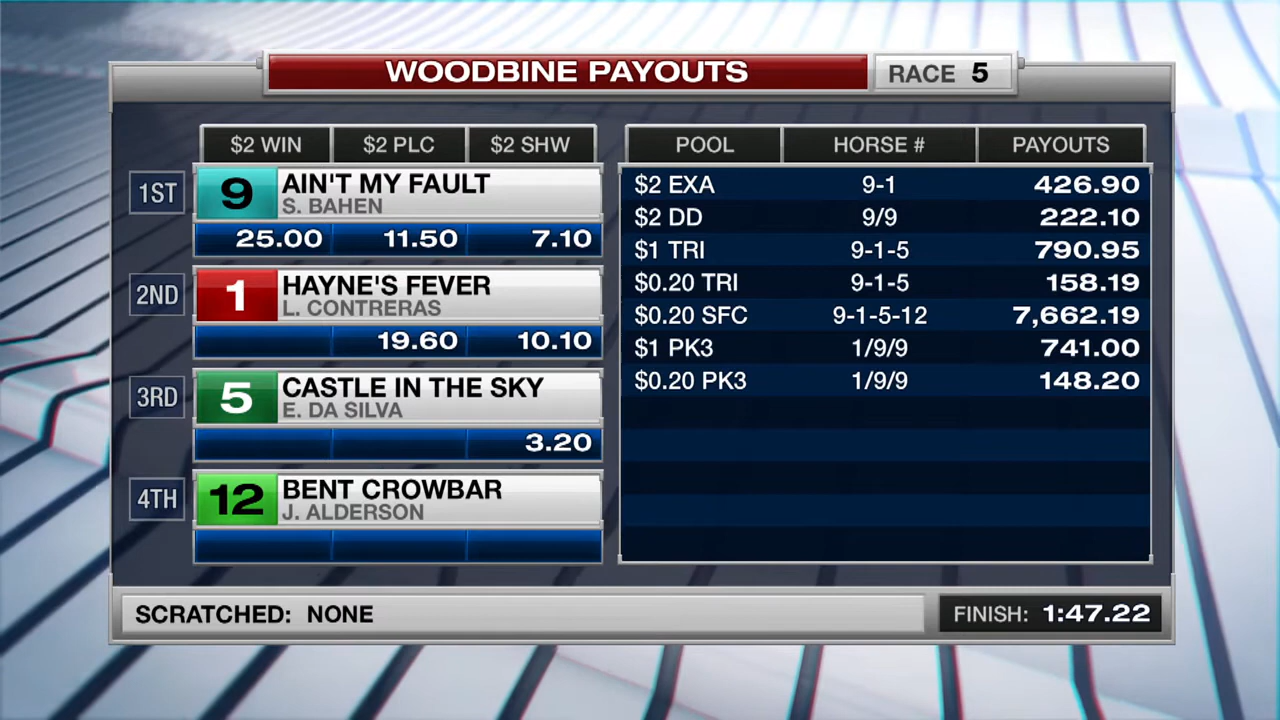 WOODBINE PAYOUTS RACE 5
$2 WIN $2 PLC $2 SHW
1ST 9 AIN'T MY FAULT
S. BAHEN
25.00 11.50 7.10
2ND 1 HAYNE'S FEVER
L. CONTRERAS
19.60 10.10
3RD 5 CASTLE IN THE SKY
E. DA SILVA
3.20
4TH 12 BENT CROWBAR
J. ALDERSON
POOL HORSE # PAYOUTS
$2 EXA 9-1 426.90
$2 DD 9/9 222.10
$1 TRI 9-1-5 790.95
$0.20 TRI 9-1-5 158.19
$0.20 SFC 9-1-5-12 7,662.19
$1 PK3 1/9/9 741.00
$0.20 PK3 1/9/9 148.20
SCRATCHED: NONE
FINISH: 1:47.22